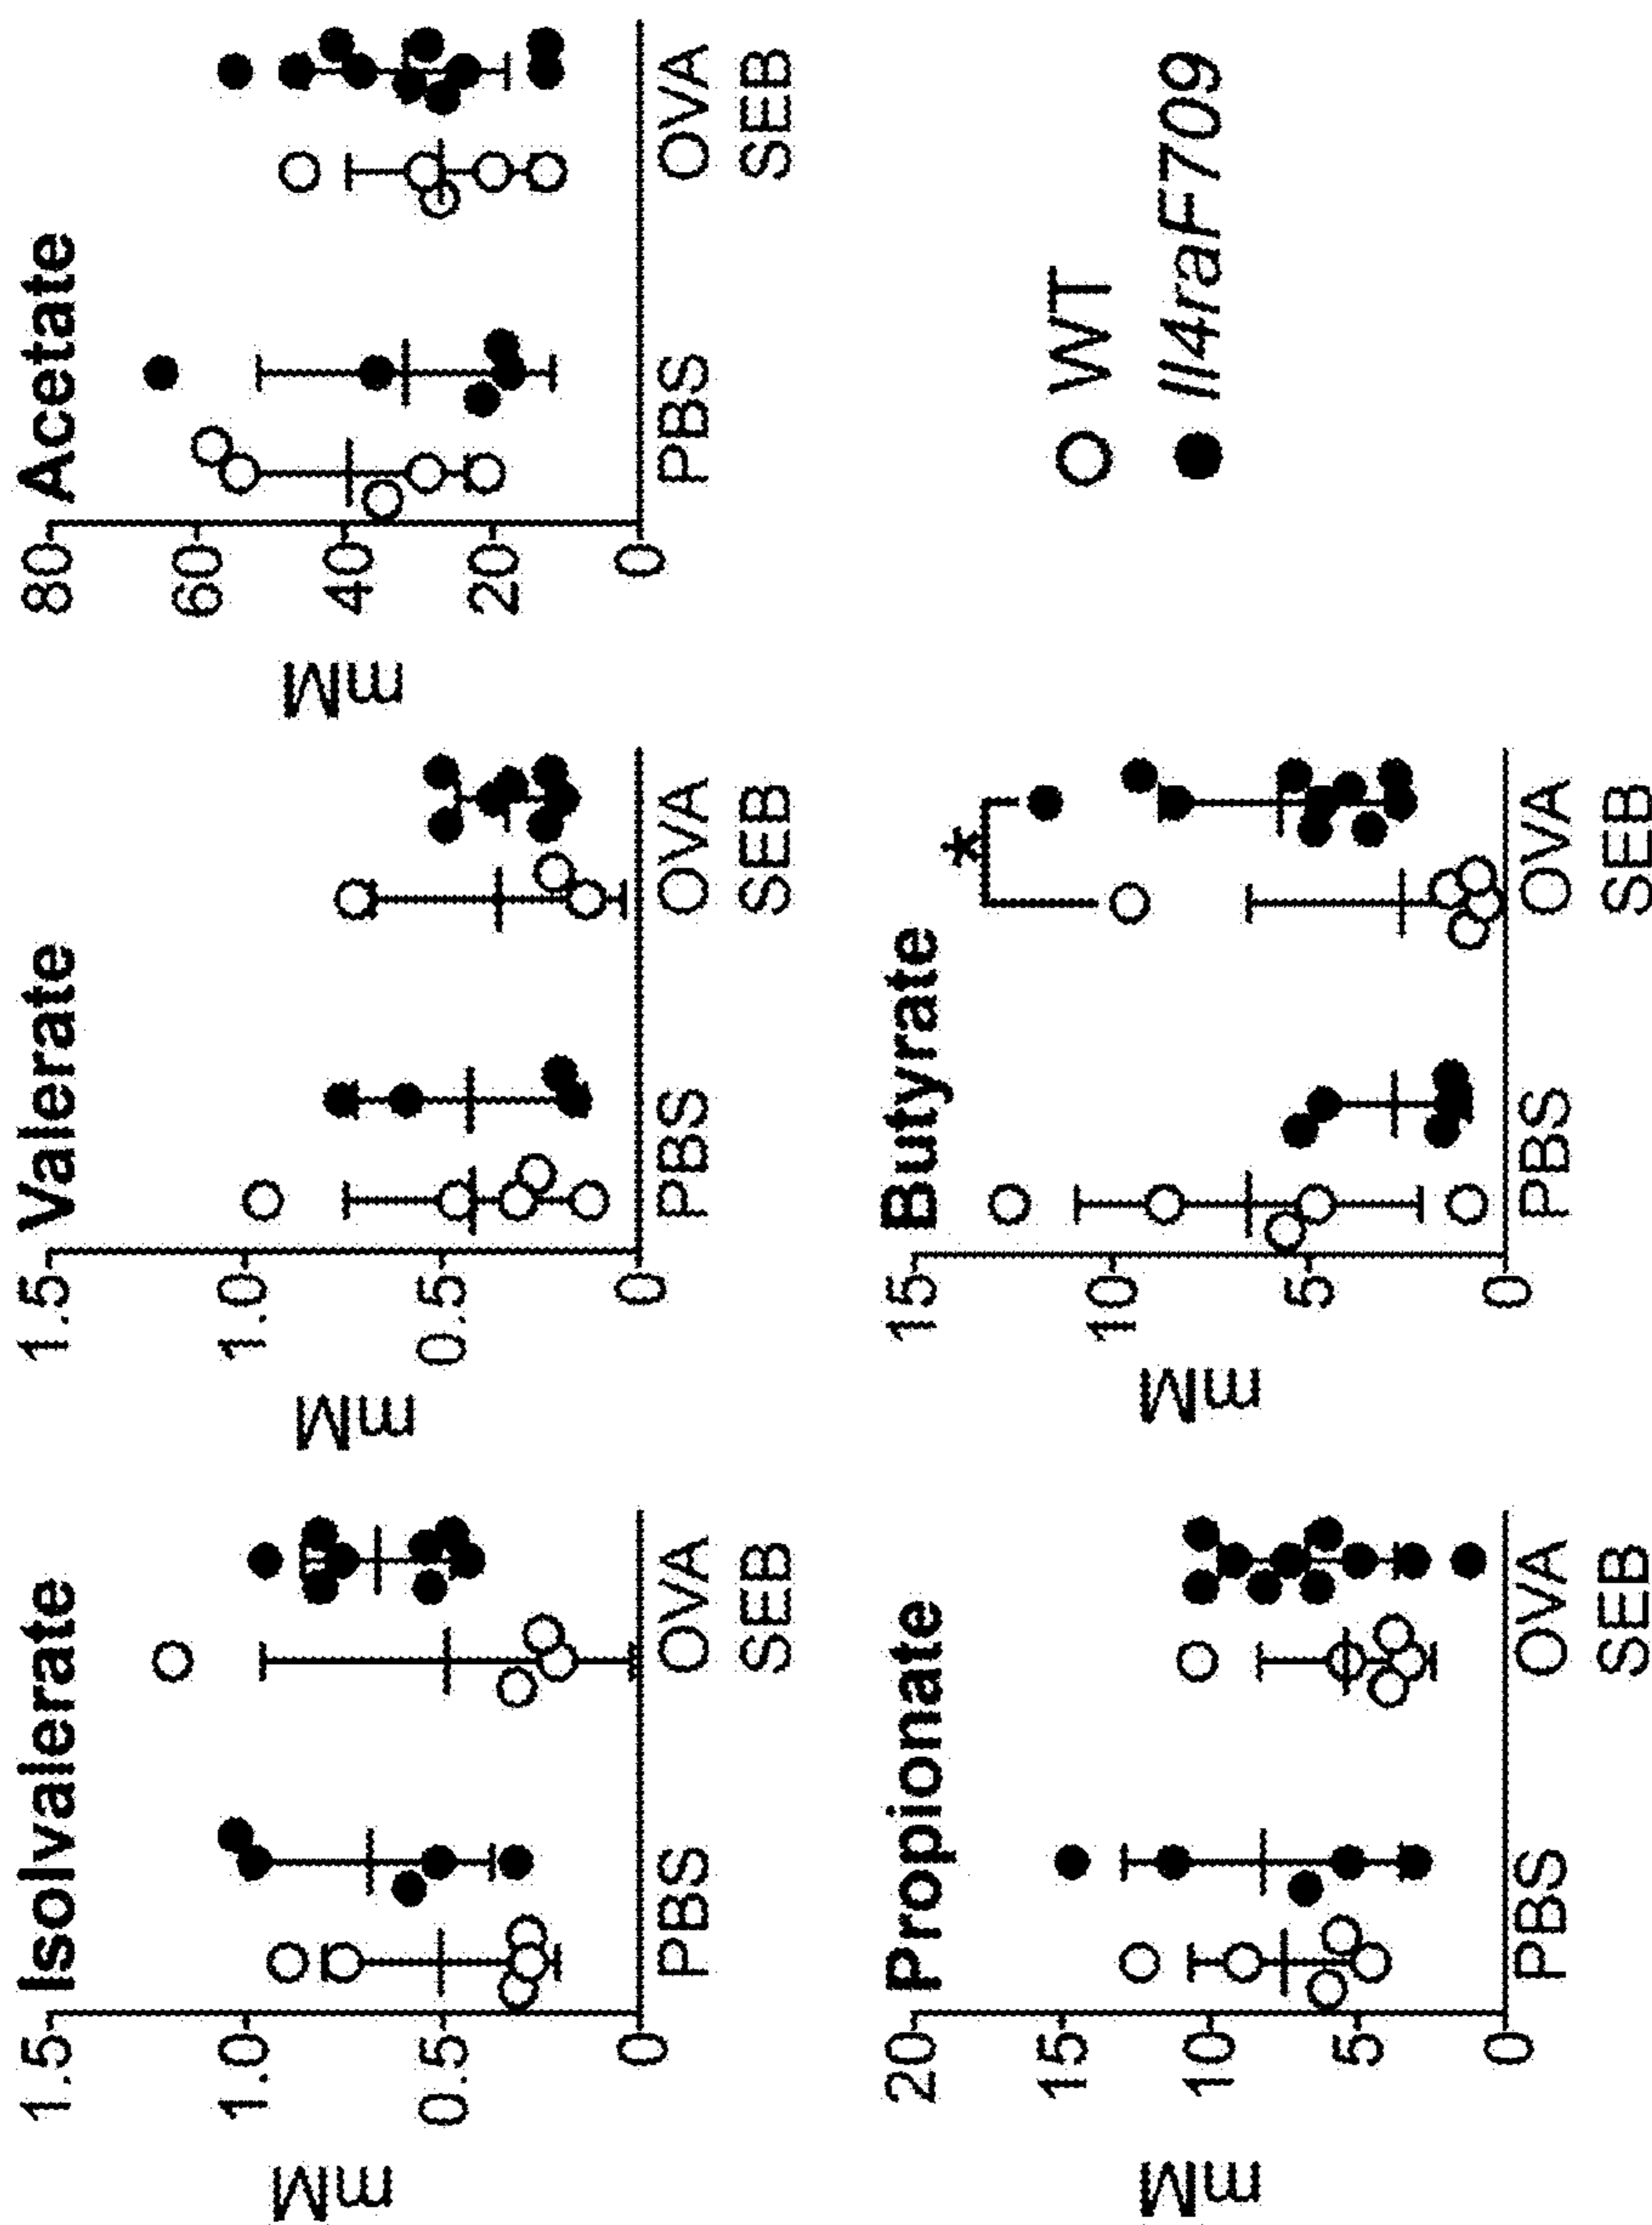 Isolvalerate
mM
1.5
1.0
0.5
0
PBS
OVA
SEB
Valerate
mM
1.5
1.0
0.5
0
PBS
OVA
SEB
Acetate
mM
80
60
40
20
0
PBS
OVA
SEB
Propionate
mM
20
15
10
5
0
PBS
OVA
SEB
Butyrate
mM
15
10
5
0
*
PBS
OVA
SEB
WT
Il4raF709